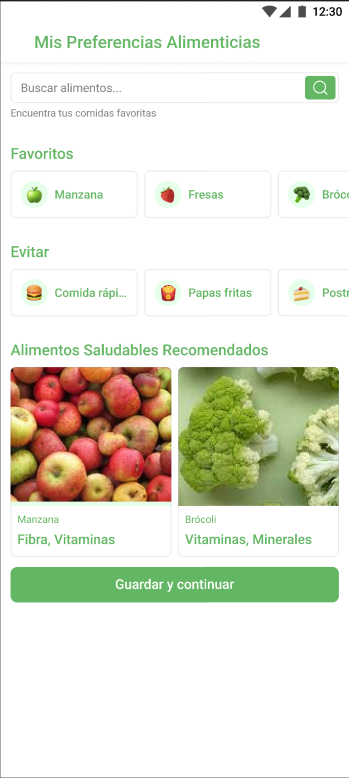 12:30
Mis Preferencias Alimenticias
Buscar alimentos...
Encuentra tus comidas favoritas
Favoritos
Manzana Fresas Bróco
Evitar
Comida rápi... Papas fritas Postr
Alimentos Saludables Recomendados
Manzana Brócoli
Fibra, Vitaminas Vitaminas, Minerales
Guardar y continuar